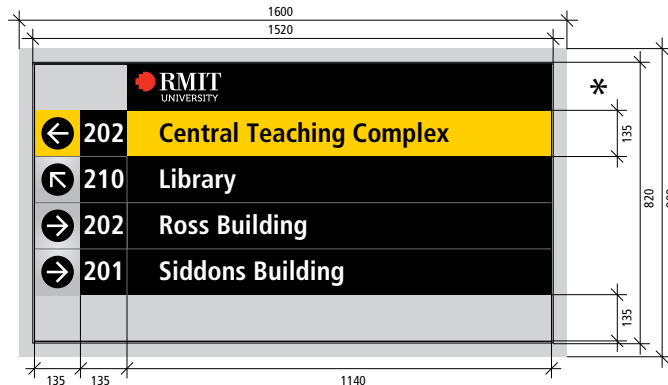 1600
1520
RMIT
UNIVERSITY
*
202 Central Teaching Complex
135
210 Library
820
202 Ross Building
201 Siddons Building
135
135 135 1140